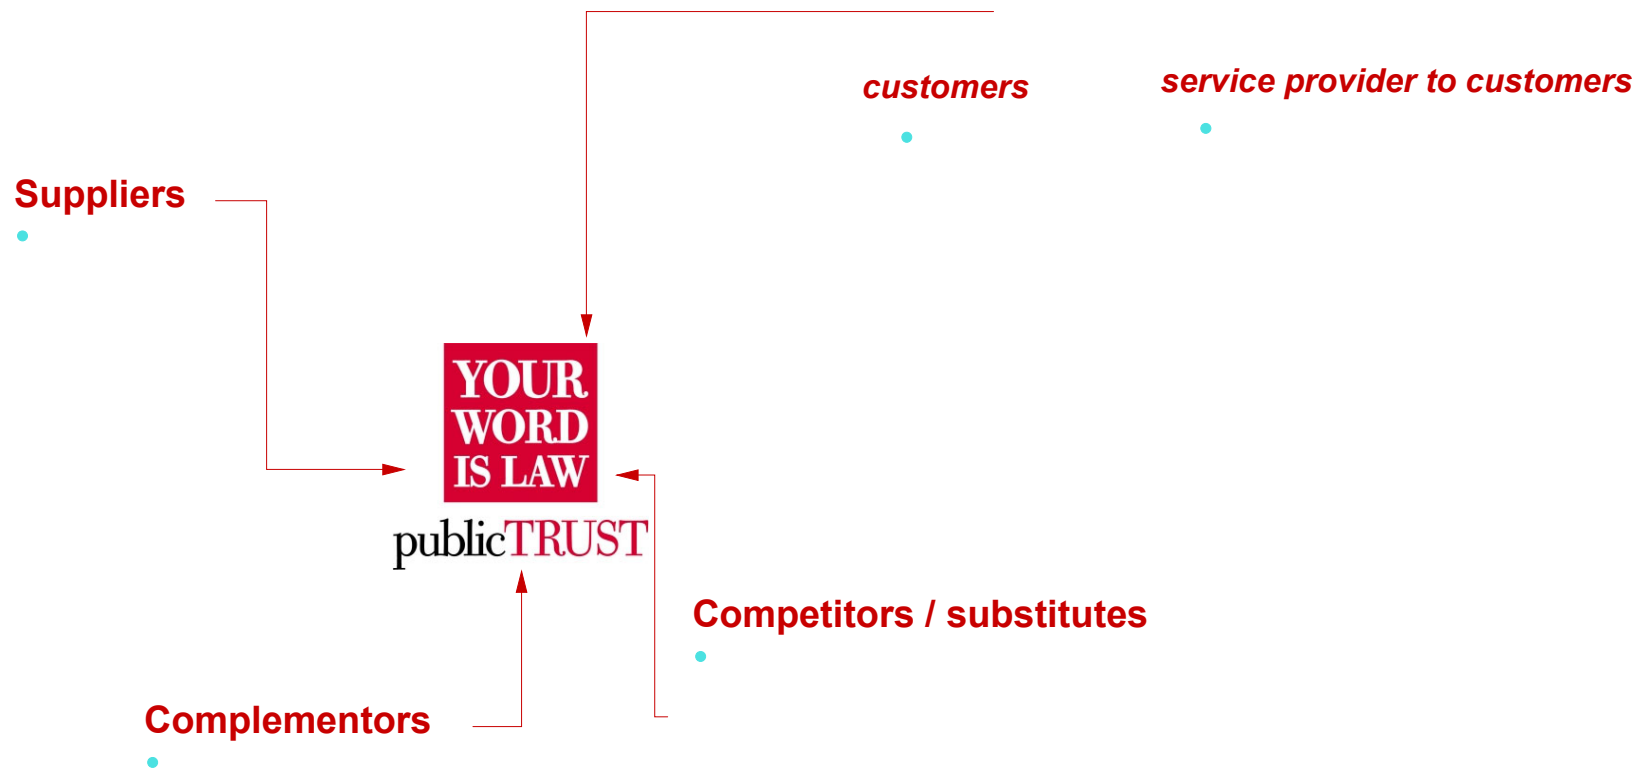 customers
service provider to customers
Suppliers
YOUR
WORD
IS LAW
publicTRUST
Competitors / substitutes
Complementors